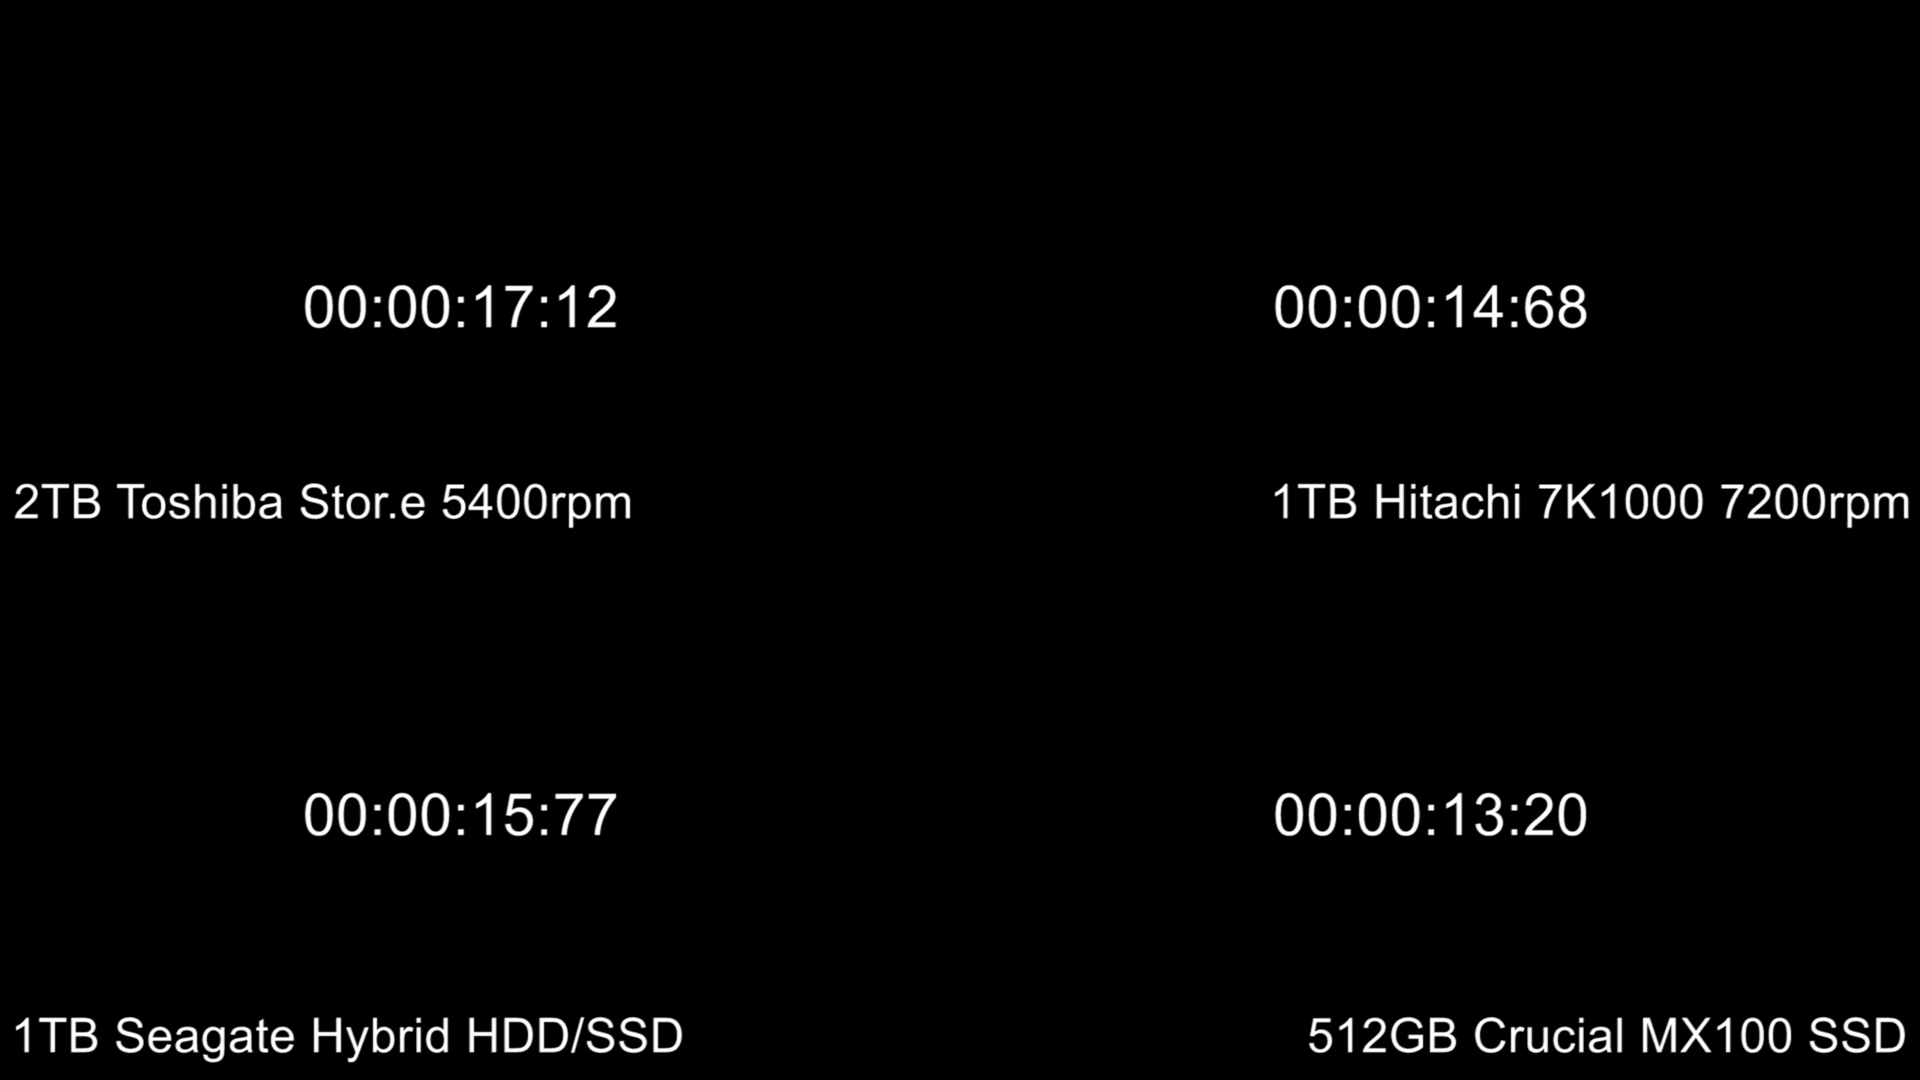 00:00:17:12
00:00:14:68
2TB Toshiba Stor.e 5400rpm
1TB Hitachi 7K1000 7200rpm
00:00:15:77
00:00:13:20
1TB Seagate Hybrid HDD/SSD
512GB Crucial MX100 SSD